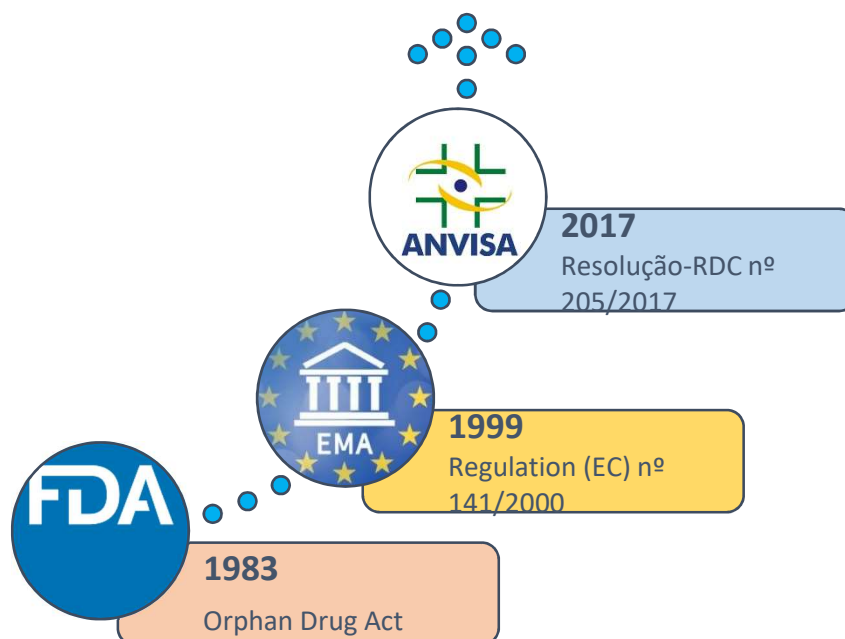 ANVISA
2017
Resolução-RDC nº
205/2017
EMA
1999
Regulation (EC) nº
141/2000
FDA
1983
Orphan Drug Act